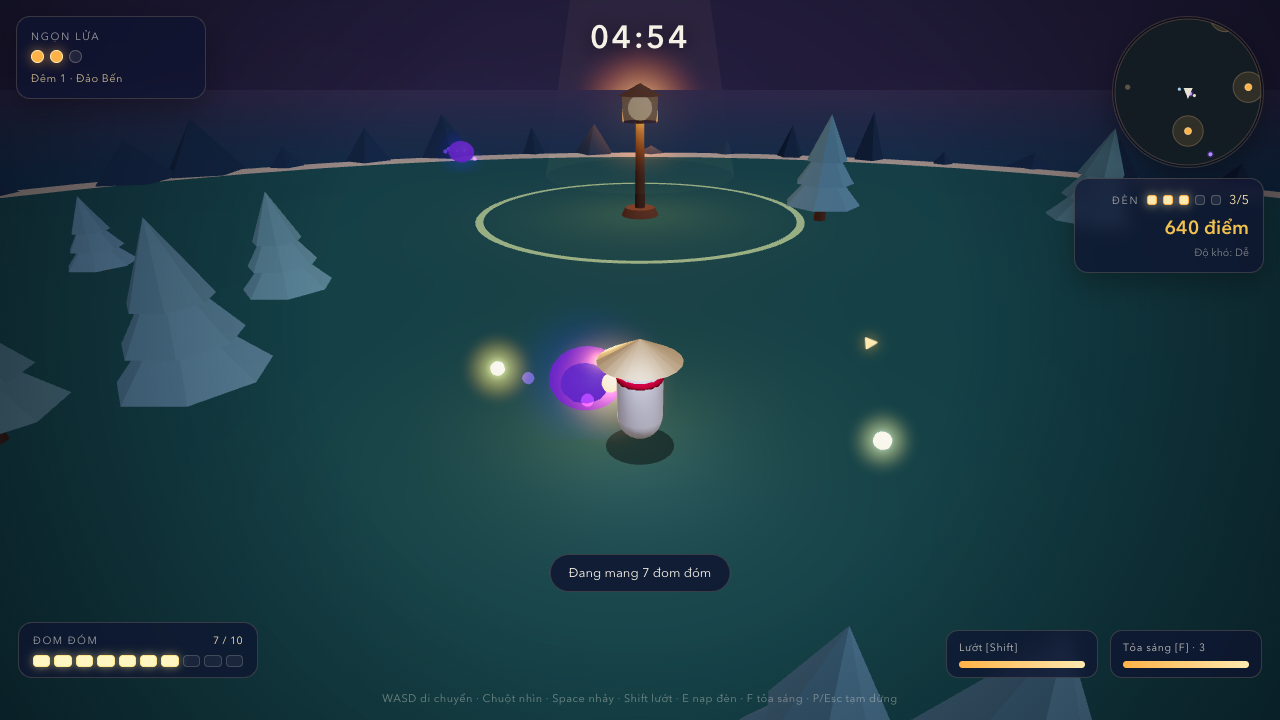 NGỌN LỬA
Đêm 1 · Đảo Bến
04:54
ĐÈN 3/5
640 điểm
Độ khó: Dễ
Đang mang 7 đom đóm
ĐOM ĐÓM 7 / 10
Lướt [Shift]
Tỏa sáng [F] · 3
WASD di chuyển · Chuột nhìn · Space nhảy · Shift lướt · E nạp đèn · F tỏa sáng · P/Esc tạm dừng